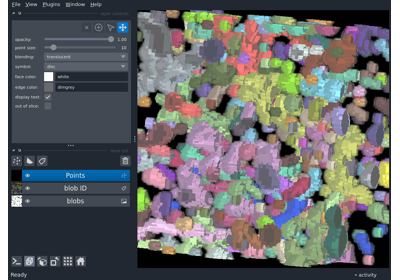 File View Plugins Window Help
opacity: 1.00
point size: 10
blending: translucent
symbol: disc
face color: white
edge color: dimgrey
display text:
out of slice:
Points
blob ID
blobs
Ready
activity